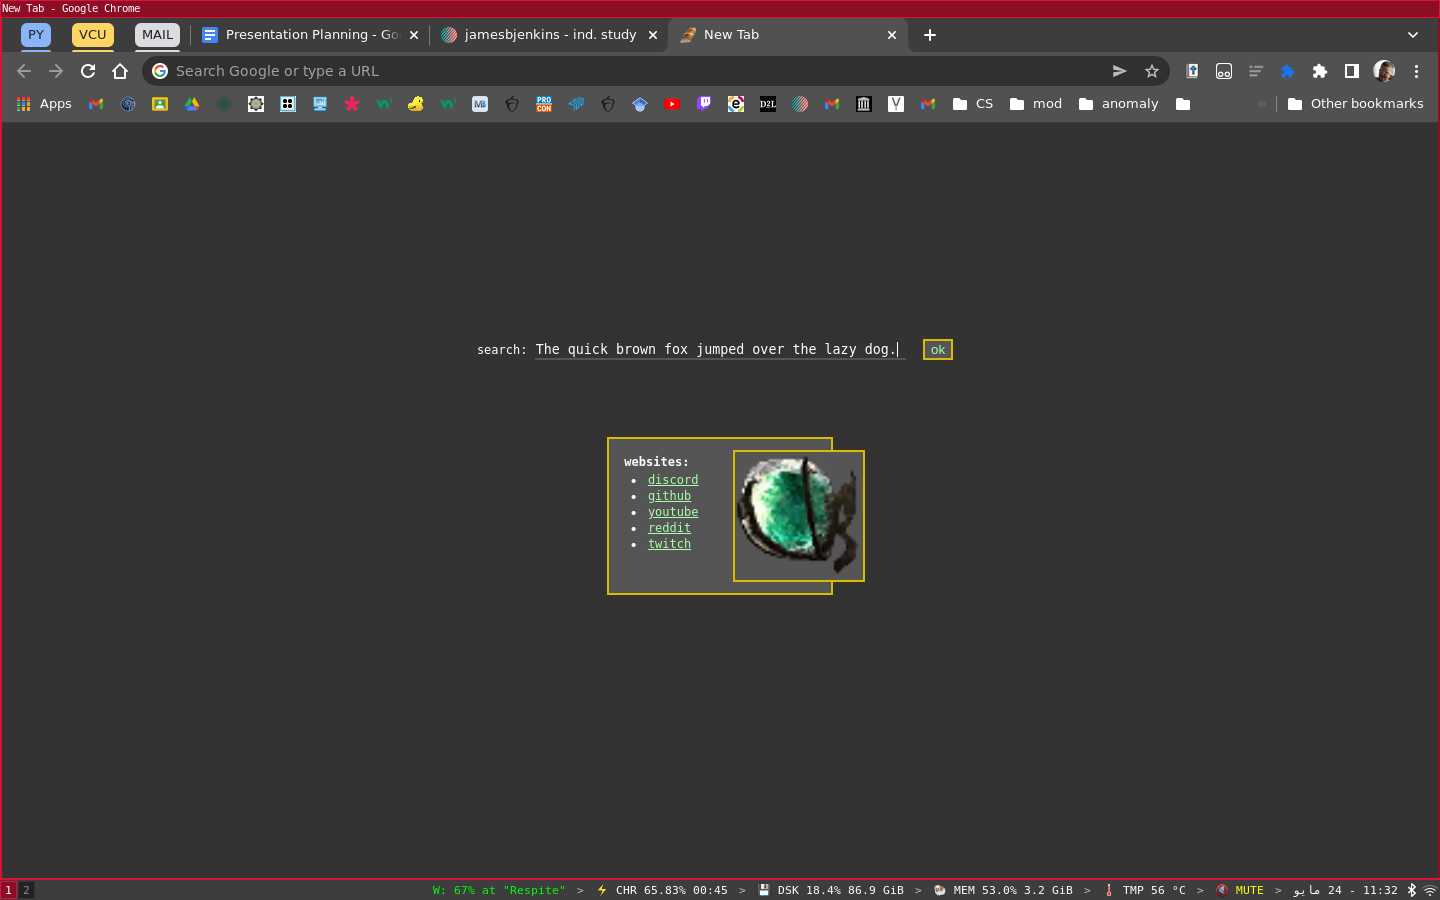 New Tab - Google Chrome
PY VCU MAIL Presentation Planning - Go jamesbjenkins - ind. study New Tab
Search Google or type a URL
Apps PRO CON D2L CS mod anomaly Other bookmarks
search: The quick brown fox jumped over the lazy dog. ok
websites:
discord
github
youtube
reddit
twitch
1 2 W: 67% at "Respite" > CHR 65.83% 00:45 > DSK 18.4% 86.9 GiB > MEM 53.0% 3.2 GiB > TMP 56 °C > MUTE > 11:32 - 24 مايو